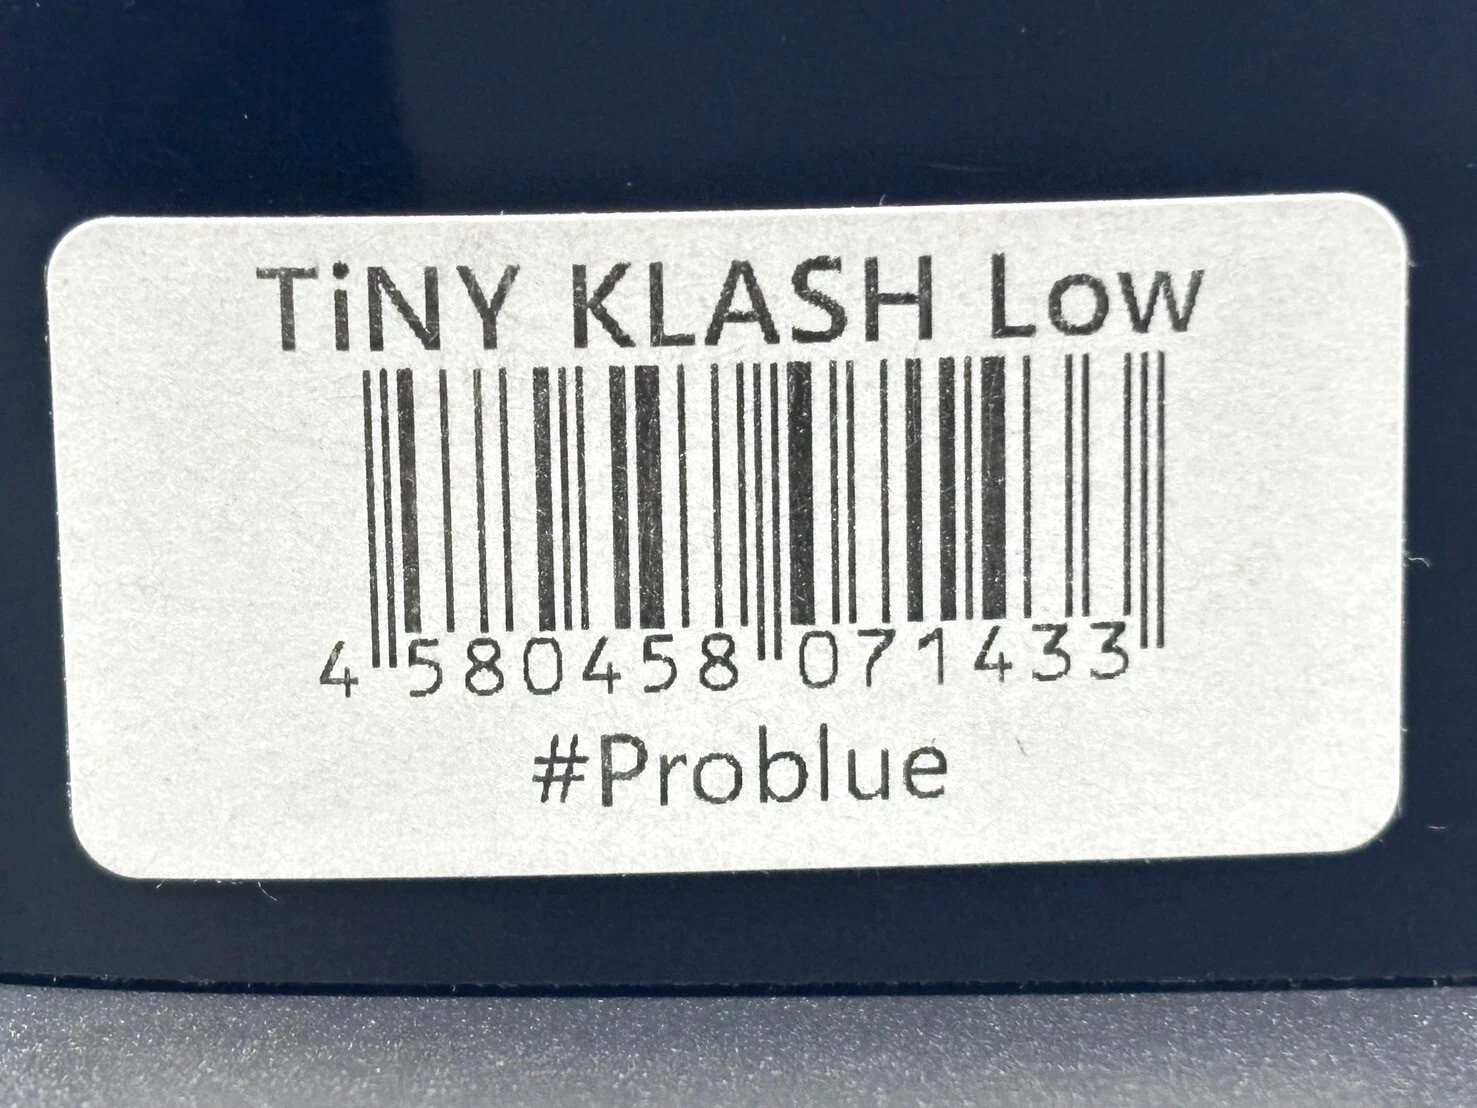 TiNY KLASH Low
4 580458 071433
#Problue